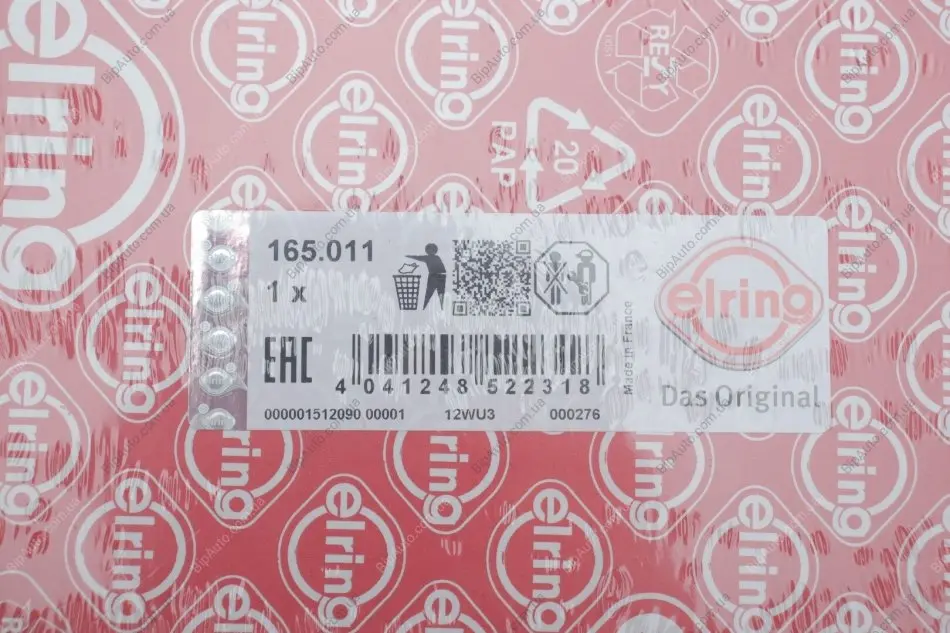 elring
RESY
20
PAP
165.011
1 x
EAC
4 041248 522318
000001512090 00001 12WU3 000276
Made in France
elring
Das Original
BipAuto.com.ua